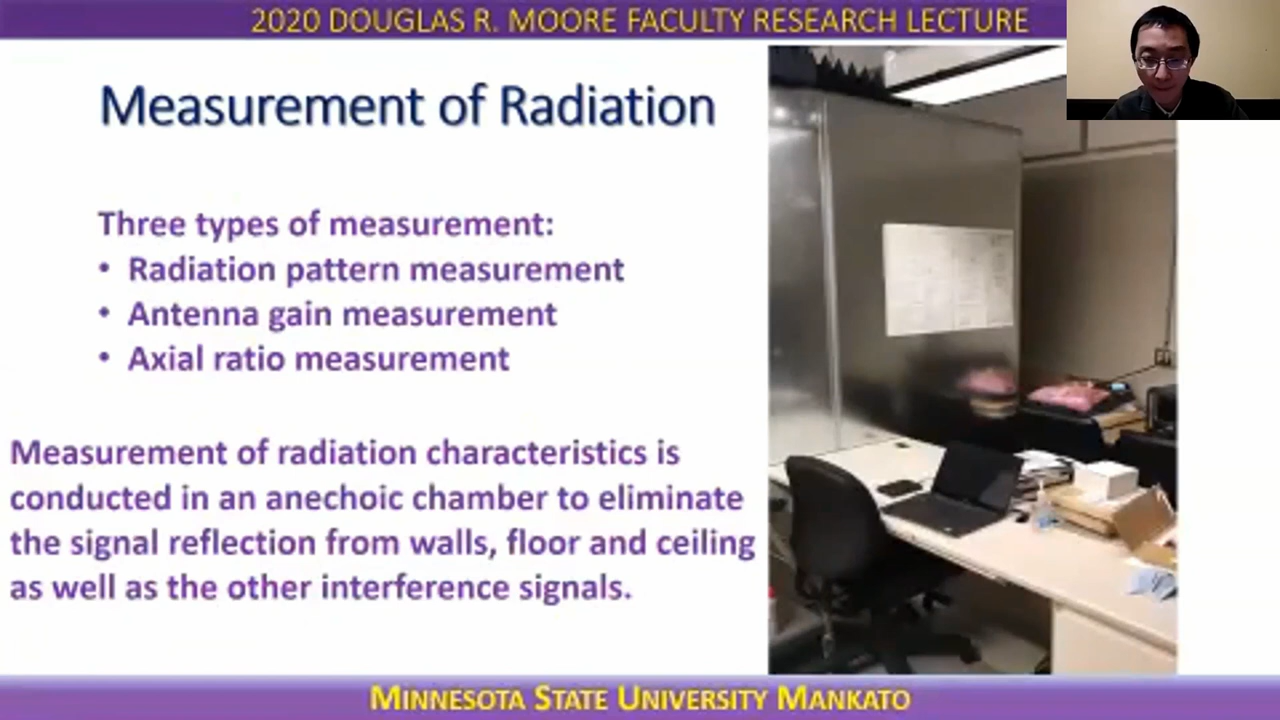 2020 DOUGLAS R. MOORE FACULTY RESEARCH LECTURE
Measurement of Radiation
Three types of measurement:
• Radiation pattern measurement
• Antenna gain measurement
• Axial ratio measurement
Measurement of radiation characteristics is
conducted in an anechoic chamber to eliminate
the signal reflection from walls, floor and ceiling
as well as the other interference signals.
MINNESOTA STATE UNIVERSITY MANKATO